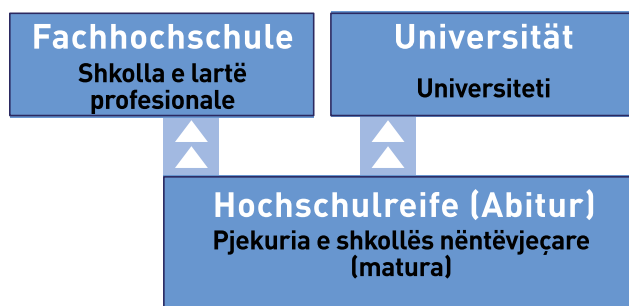 Fachhochschule
Shkolla e lartë
profesionale
Universität
Universiteti
Hochschulreife (Abitur)
Pjekuria e shkollës nëntëvjeçare
(matura)